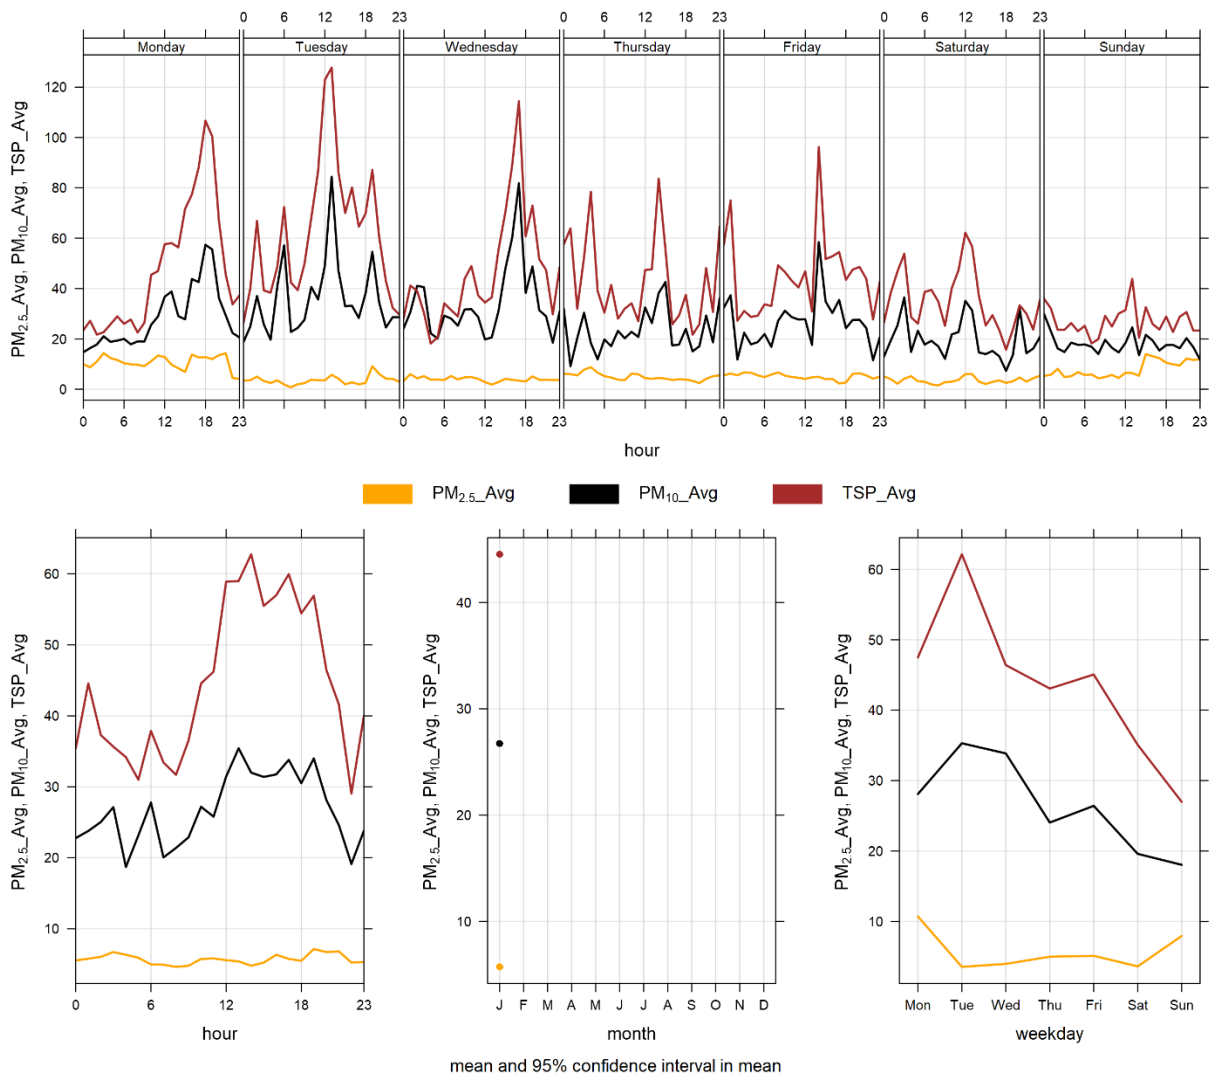 0 6 12 18 23 0 6 12 18 23 0 6 12 18 23
Monday Tuesday Wednesday Thursday Friday Saturday Sunday
120
100
80
60
40
20
0
PM2.5_Avg, PM10_Avg, TSP_Avg
0 6 12 18 23 0 6 12 18 23 0 6 12 18 23 0 6 12 18 23
hour
PM2.5_Avg PM10_Avg TSP_Avg
60
50
40
30
20
10
PM2.5_Avg, PM10_Avg, TSP_Avg
0 6 12 18 23
hour
40
30
20
10
PM2.5_Avg, PM10_Avg, TSP_Avg
J F M A M J J A S O N D
month
60
50
40
30
20
10
PM2.5_Avg, PM10_Avg, TSP_Avg
Mon Tue Wed Thu Fri Sat Sun
weekday
mean and 95% confidence interval in mean